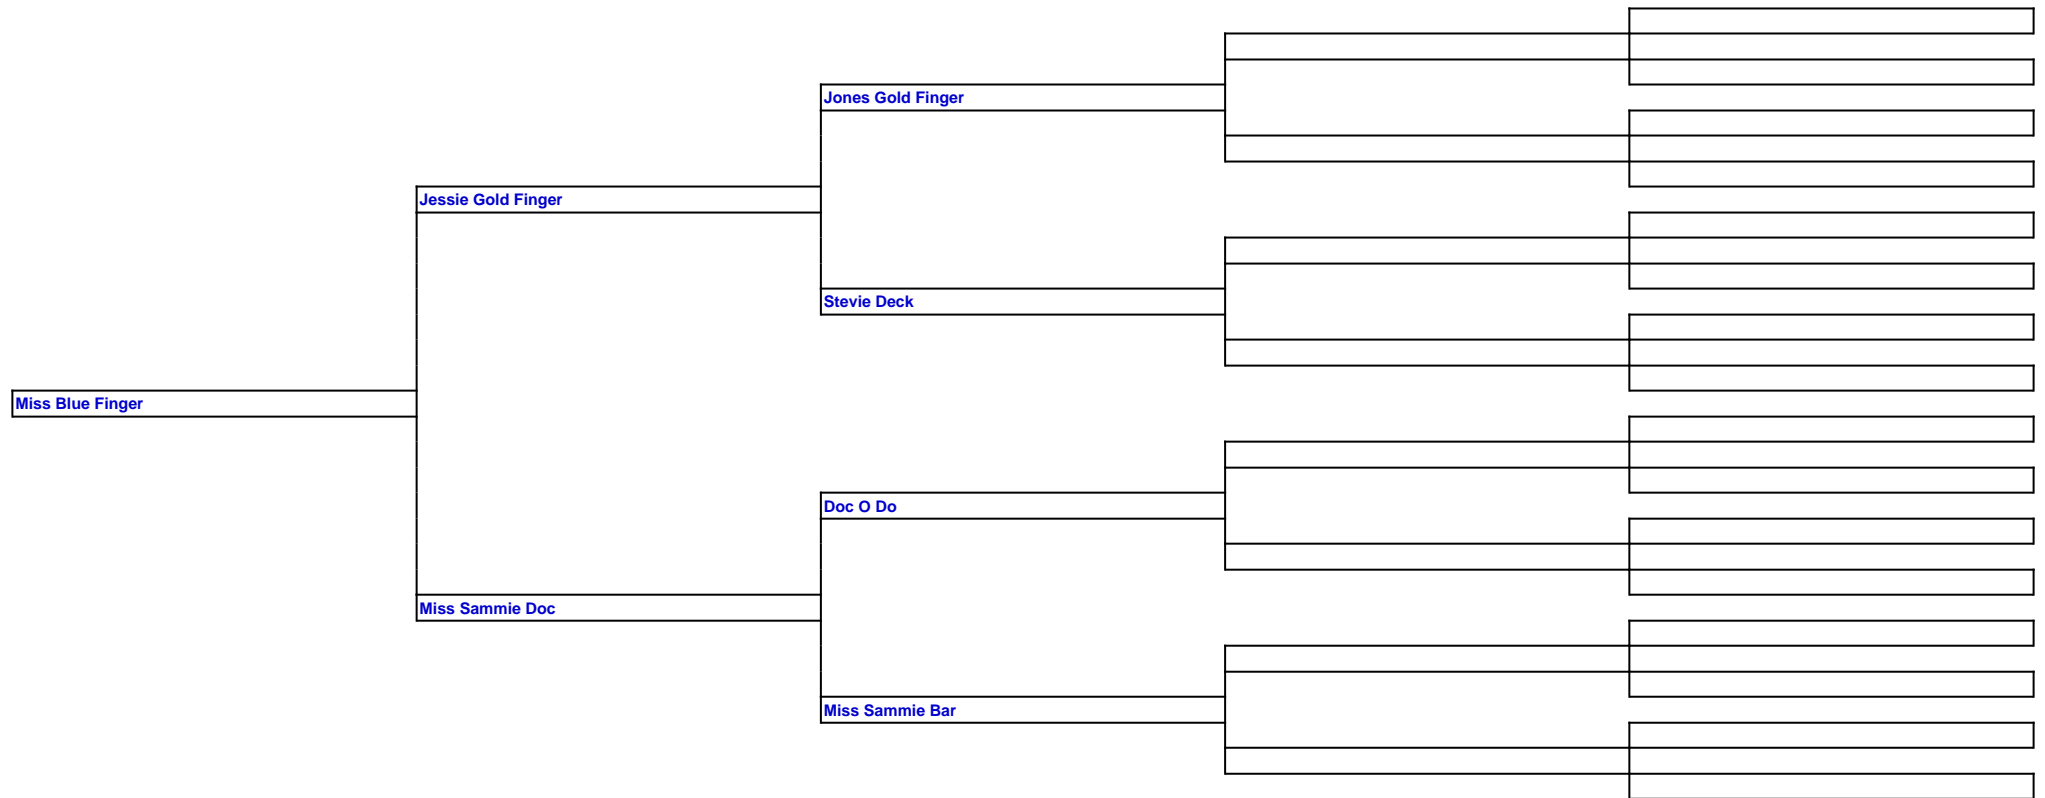 Jones Gold Finger
Jessie Gold Finger
Stevie Deck
Miss Blue Finger
Doc O Do
Miss Sammie Doc
Miss Sammie Bar